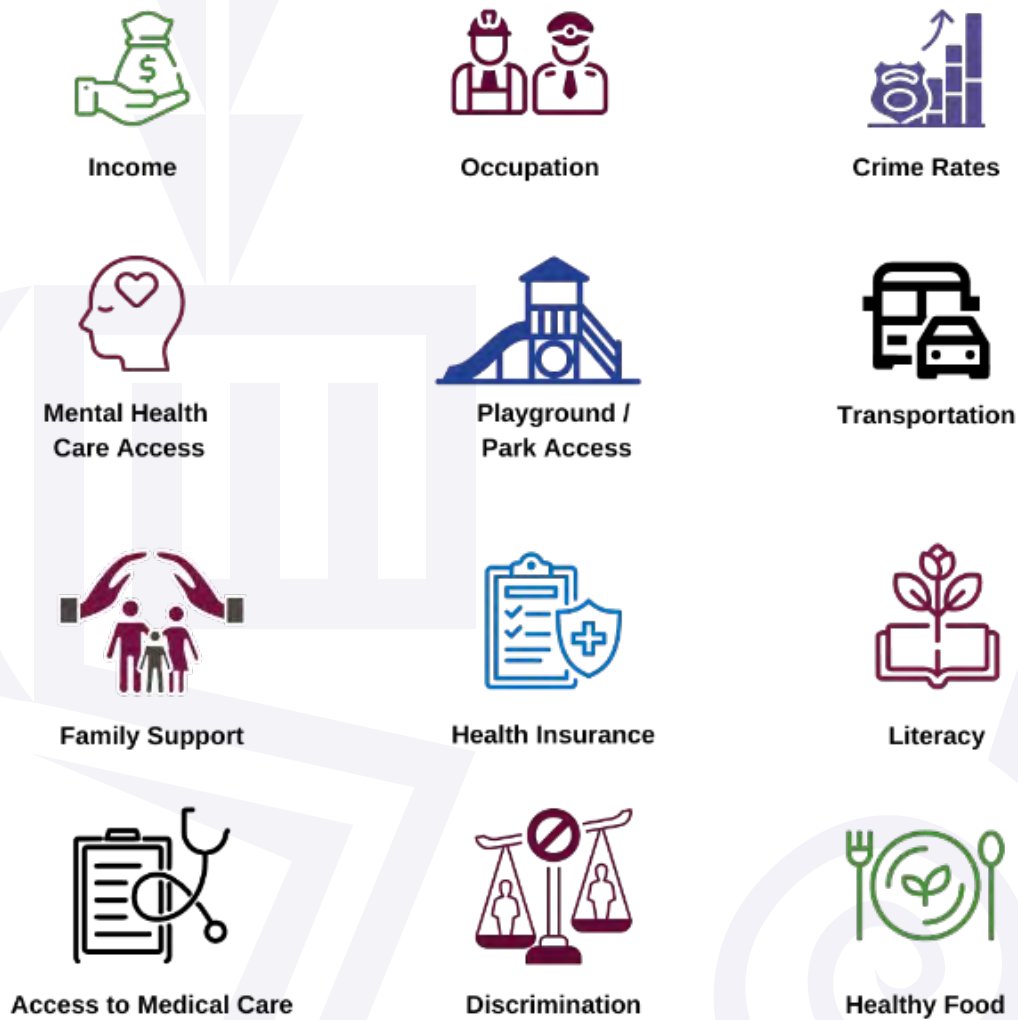 $
Income
Occupation
Crime Rates
Mental Health
Care Access
Playground /
Park Access
Transportation
Family Support
Health Insurance
Literacy
Access to Medical Care
Discrimination
Healthy Food